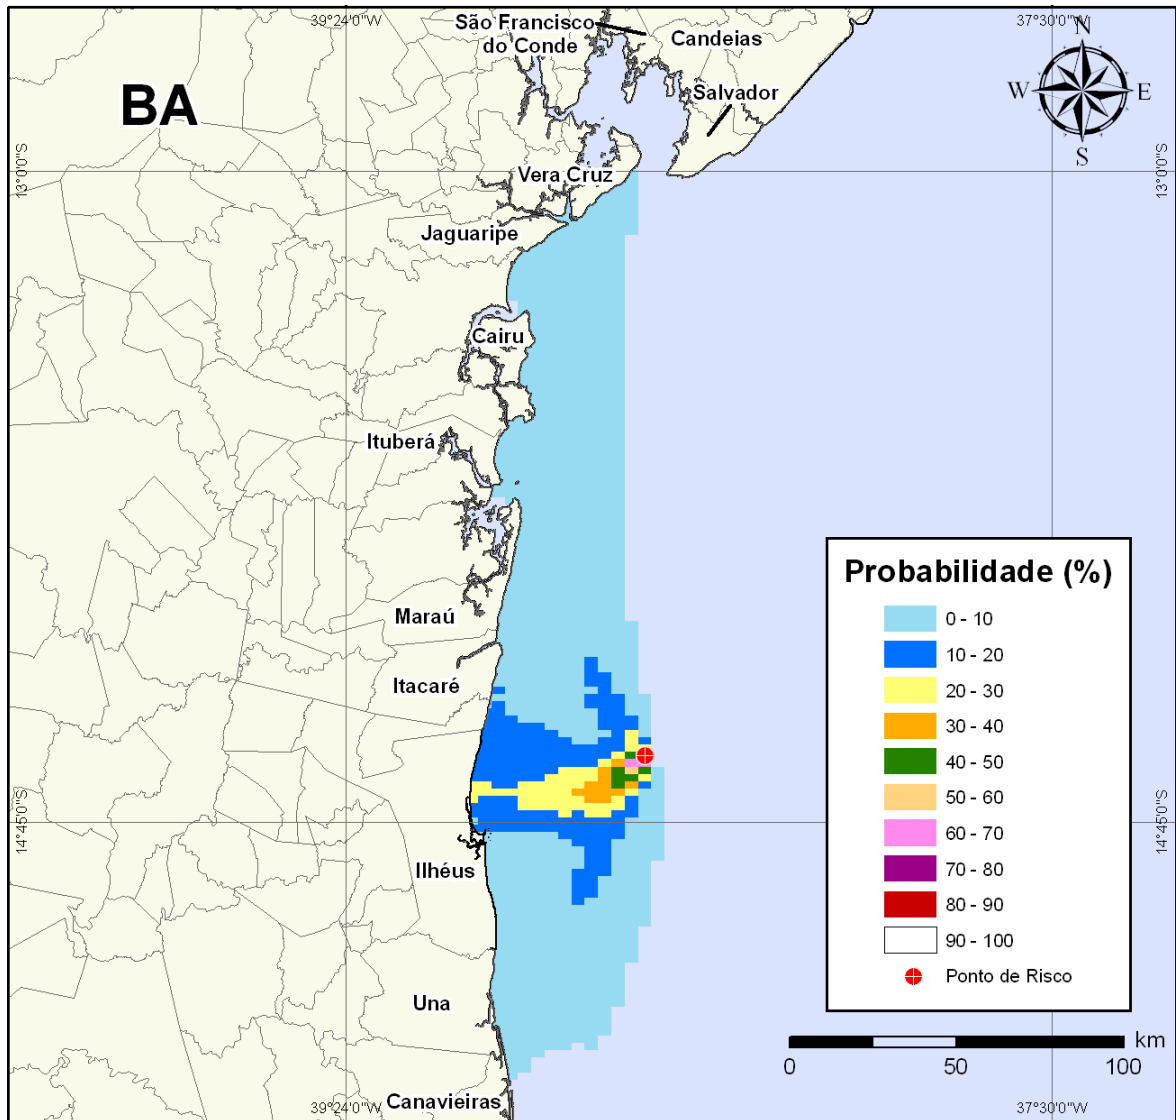 39°24'0"W
37°30'0"W
São Francisco
do Conde
Candeias
N
BA
Salvador
W
E
S
13°0'0"S
13°0'0"S
Vera Cruz
Jaguaripe
Cairu
Ituberá
Maraú
Itacaré
Probabilidade (%)
0 - 10
10 - 20
20 - 30
30 - 40
40 - 50
50 - 60
60 - 70
70 - 80
80 - 90
90 - 100
Ponto de Risco
14°45'0"S
14°45'0"S
Ilhéus
Una
km
0
50
100
Canavieiras
39°24'0"W
37°30'0"W